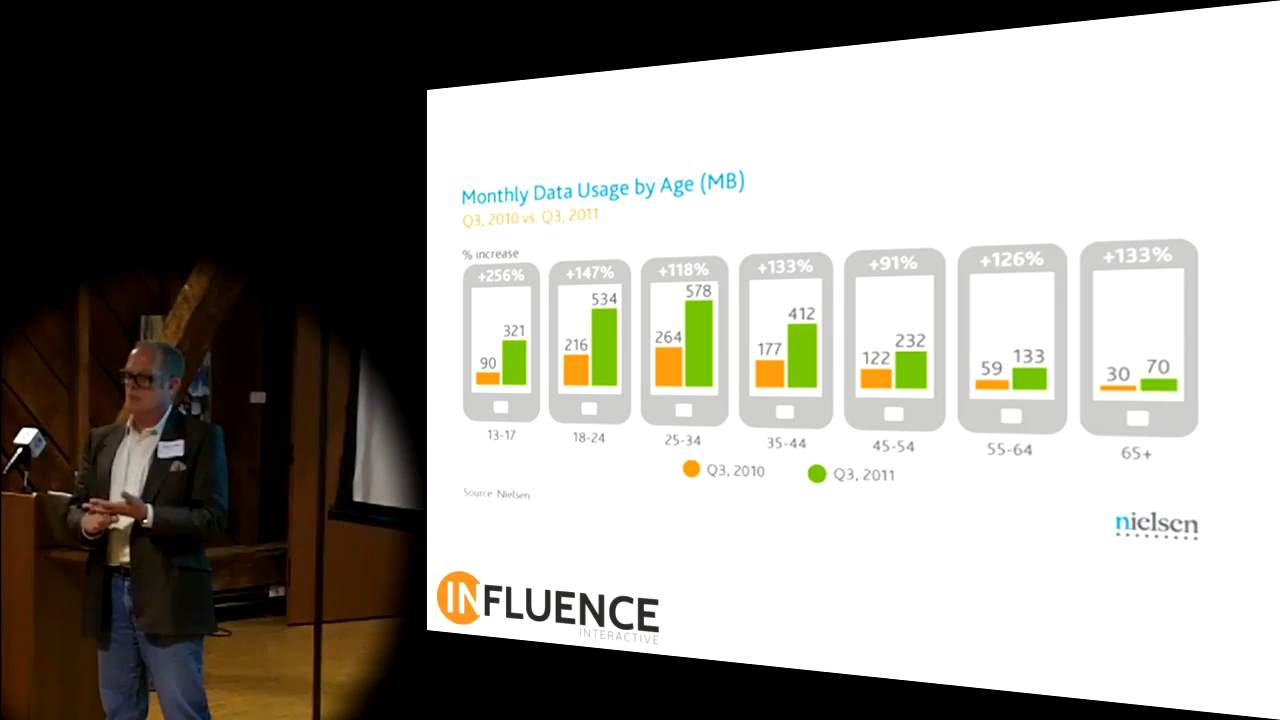 Monthly Data Usage by Age (MB)
Q3, 2010 vs. Q3, 2011
% increase
+256% +147% +118% +133% +91% +126% +133%
90 321 216 534 264 578 177 412 122 232 59 133 30 70
13-17 18-24 25-34 35-44 45-54 55-64 65+
Q3, 2010 Q3, 2011
Source Nielsen
nielsen
INFLUENCE
INTERACTIVE